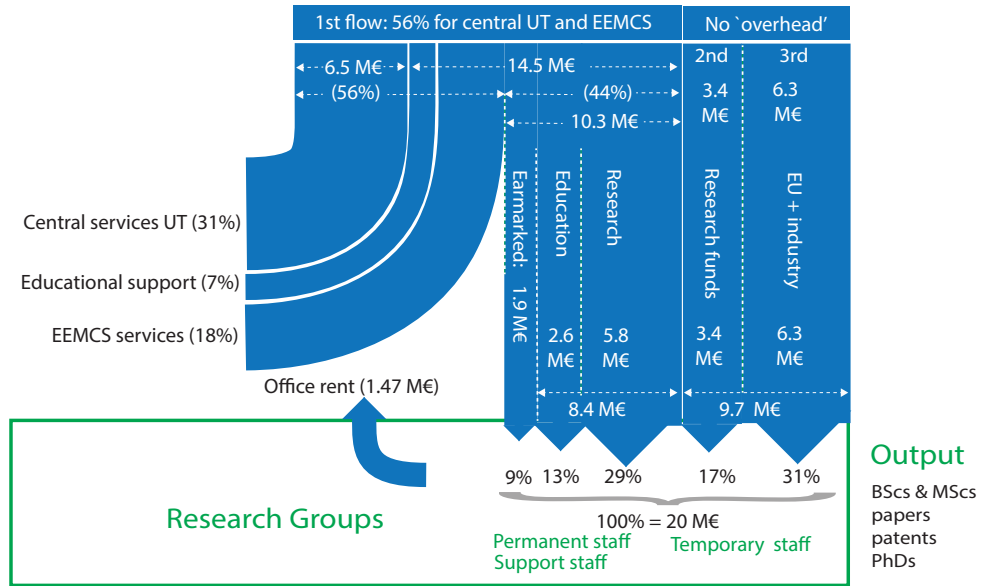 1st flow: 56% for central UT and EEMCS
No `overhead’
6.5 M€
14.5 M€
2nd
3rd
(56%)
(44%)
3.4
M€
6.3
M€
10.3 M€
Earmarked: 1.9 M€
Education
Research
Research funds
EU + industry
Central services UT (31%)
Educational support (7%)
EEMCS services (18%)
2.6
M€
5.8
M€
3.4
M€
6.3
M€
Office rent (1.47 M€)
8.4 M€
9.7 M€
9%
13%
29%
17%
31%
100% = 20 M€
Research Groups
Permanent staff
Support staff
Temporary staff
Output
BScs & MScs
papers
patents
PhDs